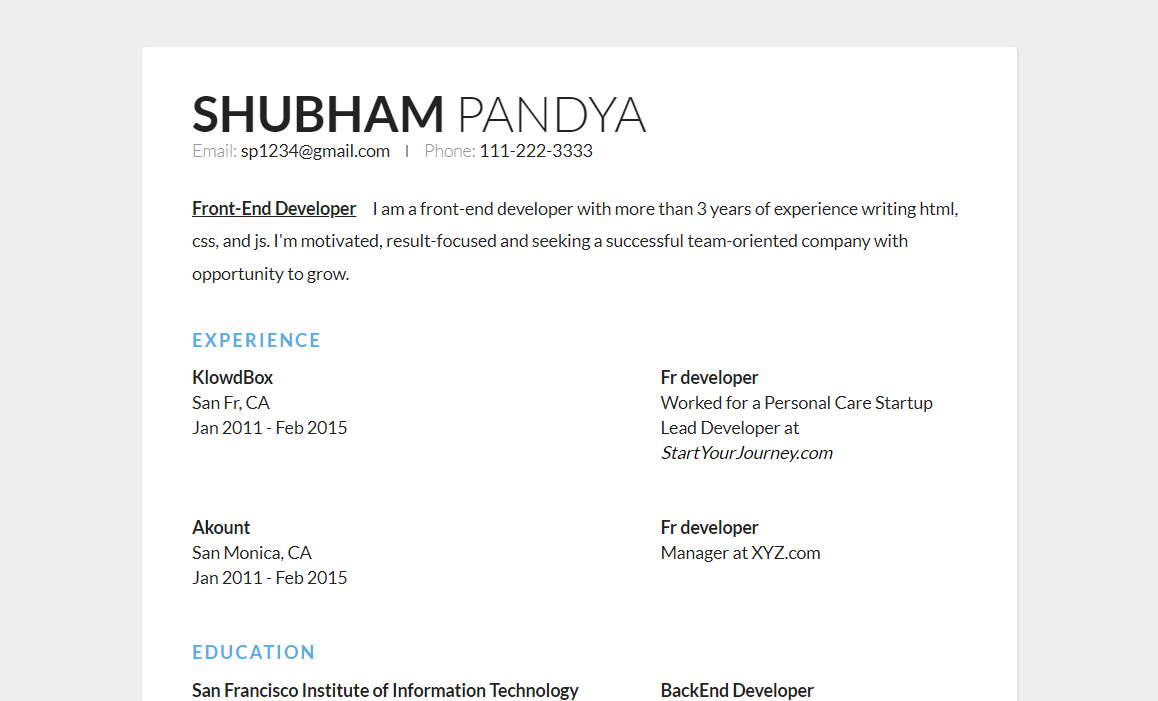 SHUBHAM PANDYA
Email: sp1234@gmail.com | Phone: 111-222-3333
Front-End Developer I am a front-end developer with more than 3 years of experience writing html,
css, and js. I'm motivated, result-focused and seeking a successful team-oriented company with
opportunity to grow.
EXPERIENCE
KlowdBox
San Fr, CA
Jan 2011 - Feb 2015
Fr developer
Worked for a Personal Care Startup
Lead Developer at
StartYourJourney.com
Akount
San Monica, CA
Jan 2011 - Feb 2015
Fr developer
Manager at XYZ.com
EDUCATION
San Francisco Institute of Information Technology
BackEnd Developer